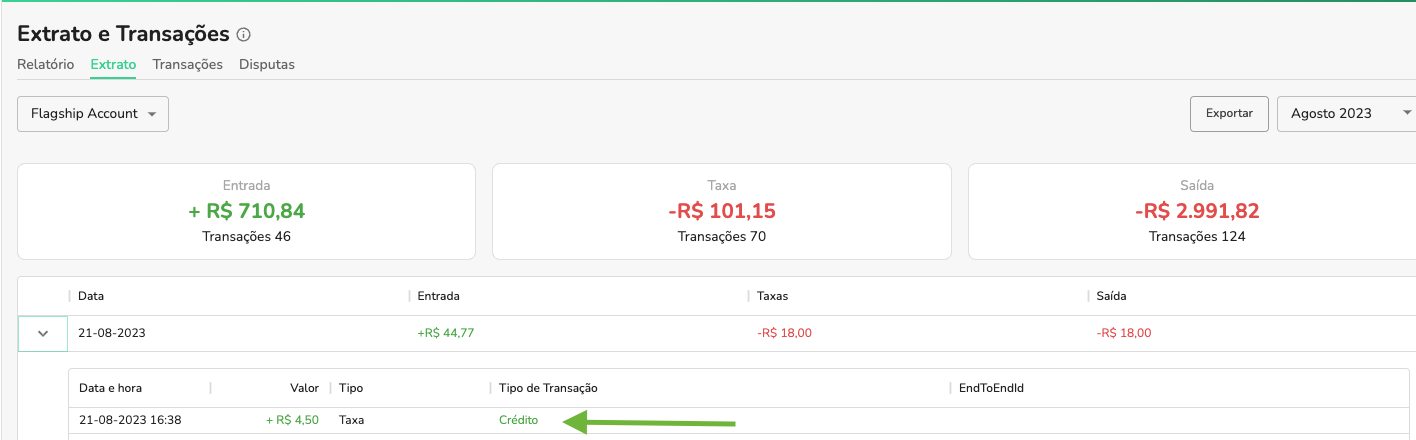 Extrato e Transações
Relatório Extrato Transações Disputas
Flagship Account Exportar Agosto 2023
Entrada Taxa Saída
+ R$ 710,84 -R$ 101,15 -R$ 2.991,82
Transações 46 Transações 70 Transações 124
Data Entrada Taxas Saída
21-08-2023 +R$ 44,77 -R$ 18,00 -R$ 18,00
Data e hora Valor Tipo Tipo de Transação EndToEndId
21-08-2023 16:38 + R$ 4,50 Taxa Crédito